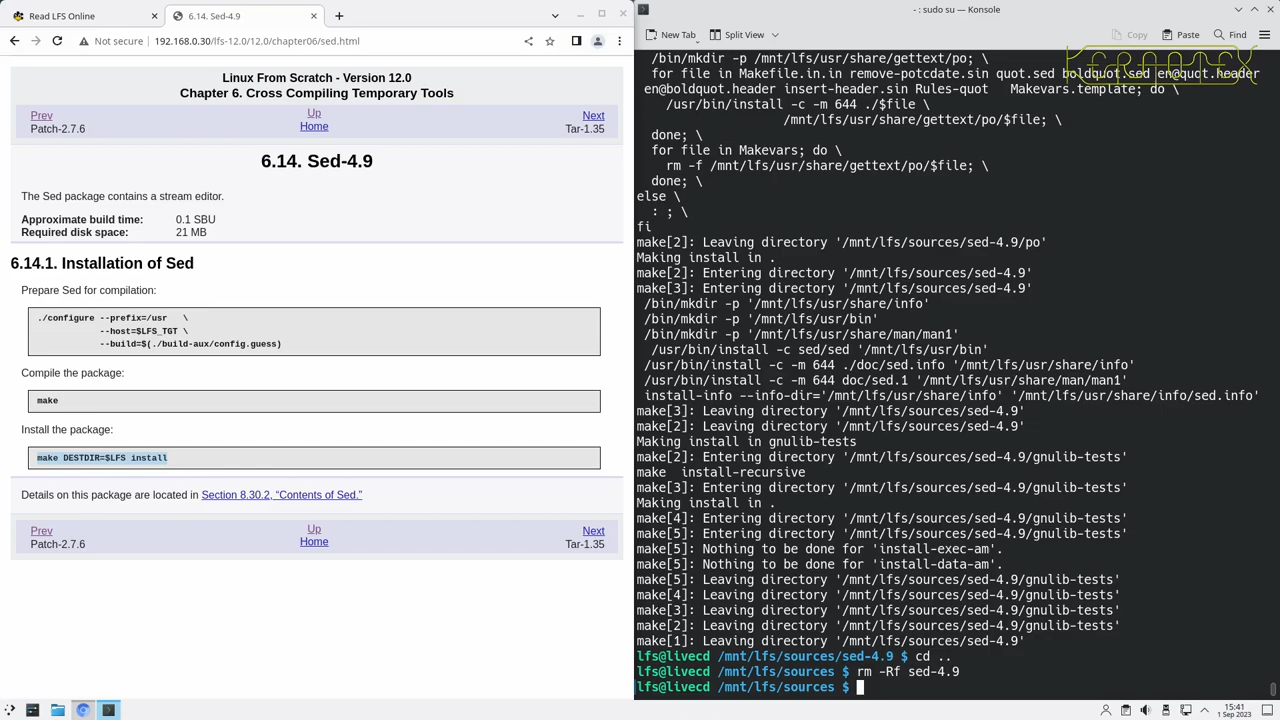 Read LFS Online
6.14. Sed-4.9
Not secure
192.168.0.30/lfs-12.0/12.0/chapter06/sed.html
Linux From Scratch - Version 12.0
Chapter 6. Cross Compiling Temporary Tools
Prev
Up
Next
Patch-2.7.6
Home
Tar-1.35
6.14. Sed-4.9
The Sed package contains a stream editor.
Approximate build time: 0.1 SBU
Required disk space: 21 MB
6.14.1. Installation of Sed
Prepare Sed for compilation:
./configure --prefix=/usr \
--host=$LFS_TGT \
--build=$(./build-aux/config.guess)
Compile the package:
make
Install the package:
make DESTDIR=$LFS install
Details on this package are located in Section 8.30.2, “Contents of Sed.”
Prev
Up
Next
Patch-2.7.6
Home
Tar-1.35
- : sudo su — Konsole
New Tab
Split View
Copy
Paste
Find
/bin/mkdir -p /mnt/lfs/usr/share/gettext/po; \
for file in Makefile.in.in remove-potcdate.sin quot.sed boldquot.sed en@quot.header
en@boldquot.header insert-header.sin Rules-quot Makevars.template; do \
/usr/bin/install -c -m 644 ./$file \
/mnt/lfs/usr/share/gettext/po/$file; \
done; \
for file in Makevars; do \
rm -f /mnt/lfs/usr/share/gettext/po/$file; \
done; \
else \
: ; \
fi
make[2]: Leaving directory '/mnt/lfs/sources/sed-4.9/po'
Making install in .
make[2]: Entering directory '/mnt/lfs/sources/sed-4.9'
make[3]: Entering directory '/mnt/lfs/sources/sed-4.9'
/bin/mkdir -p '/mnt/lfs/usr/share/info'
/bin/mkdir -p '/mnt/lfs/usr/bin'
/bin/mkdir -p '/mnt/lfs/usr/share/man/man1'
/usr/bin/install -c sed/sed '/mnt/lfs/usr/bin'
/usr/bin/install -c -m 644 ./doc/sed.info '/mnt/lfs/usr/share/info'
/usr/bin/install -c -m 644 doc/sed.1 '/mnt/lfs/usr/share/man/man1'
install-info --info-dir='/mnt/lfs/usr/share/info' '/mnt/lfs/usr/share/info/sed.info'
make[3]: Leaving directory '/mnt/lfs/sources/sed-4.9'
make[2]: Leaving directory '/mnt/lfs/sources/sed-4.9'
Making install in gnulib-tests
make[2]: Entering directory '/mnt/lfs/sources/sed-4.9/gnulib-tests'
make install-recursive
make[3]: Entering directory '/mnt/lfs/sources/sed-4.9/gnulib-tests'
Making install in .
make[4]: Entering directory '/mnt/lfs/sources/sed-4.9/gnulib-tests'
make[5]: Entering directory '/mnt/lfs/sources/sed-4.9/gnulib-tests'
make[5]: Nothing to be done for 'install-exec-am'.
make[5]: Nothing to be done for 'install-data-am'.
make[5]: Leaving directory '/mnt/lfs/sources/sed-4.9/gnulib-tests'
make[4]: Leaving directory '/mnt/lfs/sources/sed-4.9/gnulib-tests'
make[3]: Leaving directory '/mnt/lfs/sources/sed-4.9/gnulib-tests'
make[2]: Leaving directory '/mnt/lfs/sources/sed-4.9/gnulib-tests'
make[1]: Leaving directory '/mnt/lfs/sources/sed-4.9'
lfs@livecd /mnt/lfs/sources/sed-4.9 $ cd ..
lfs@livecd /mnt/lfs/sources $ rm -Rf sed-4.9
lfs@livecd /mnt/lfs/sources $
15:41
1 Sep 2023